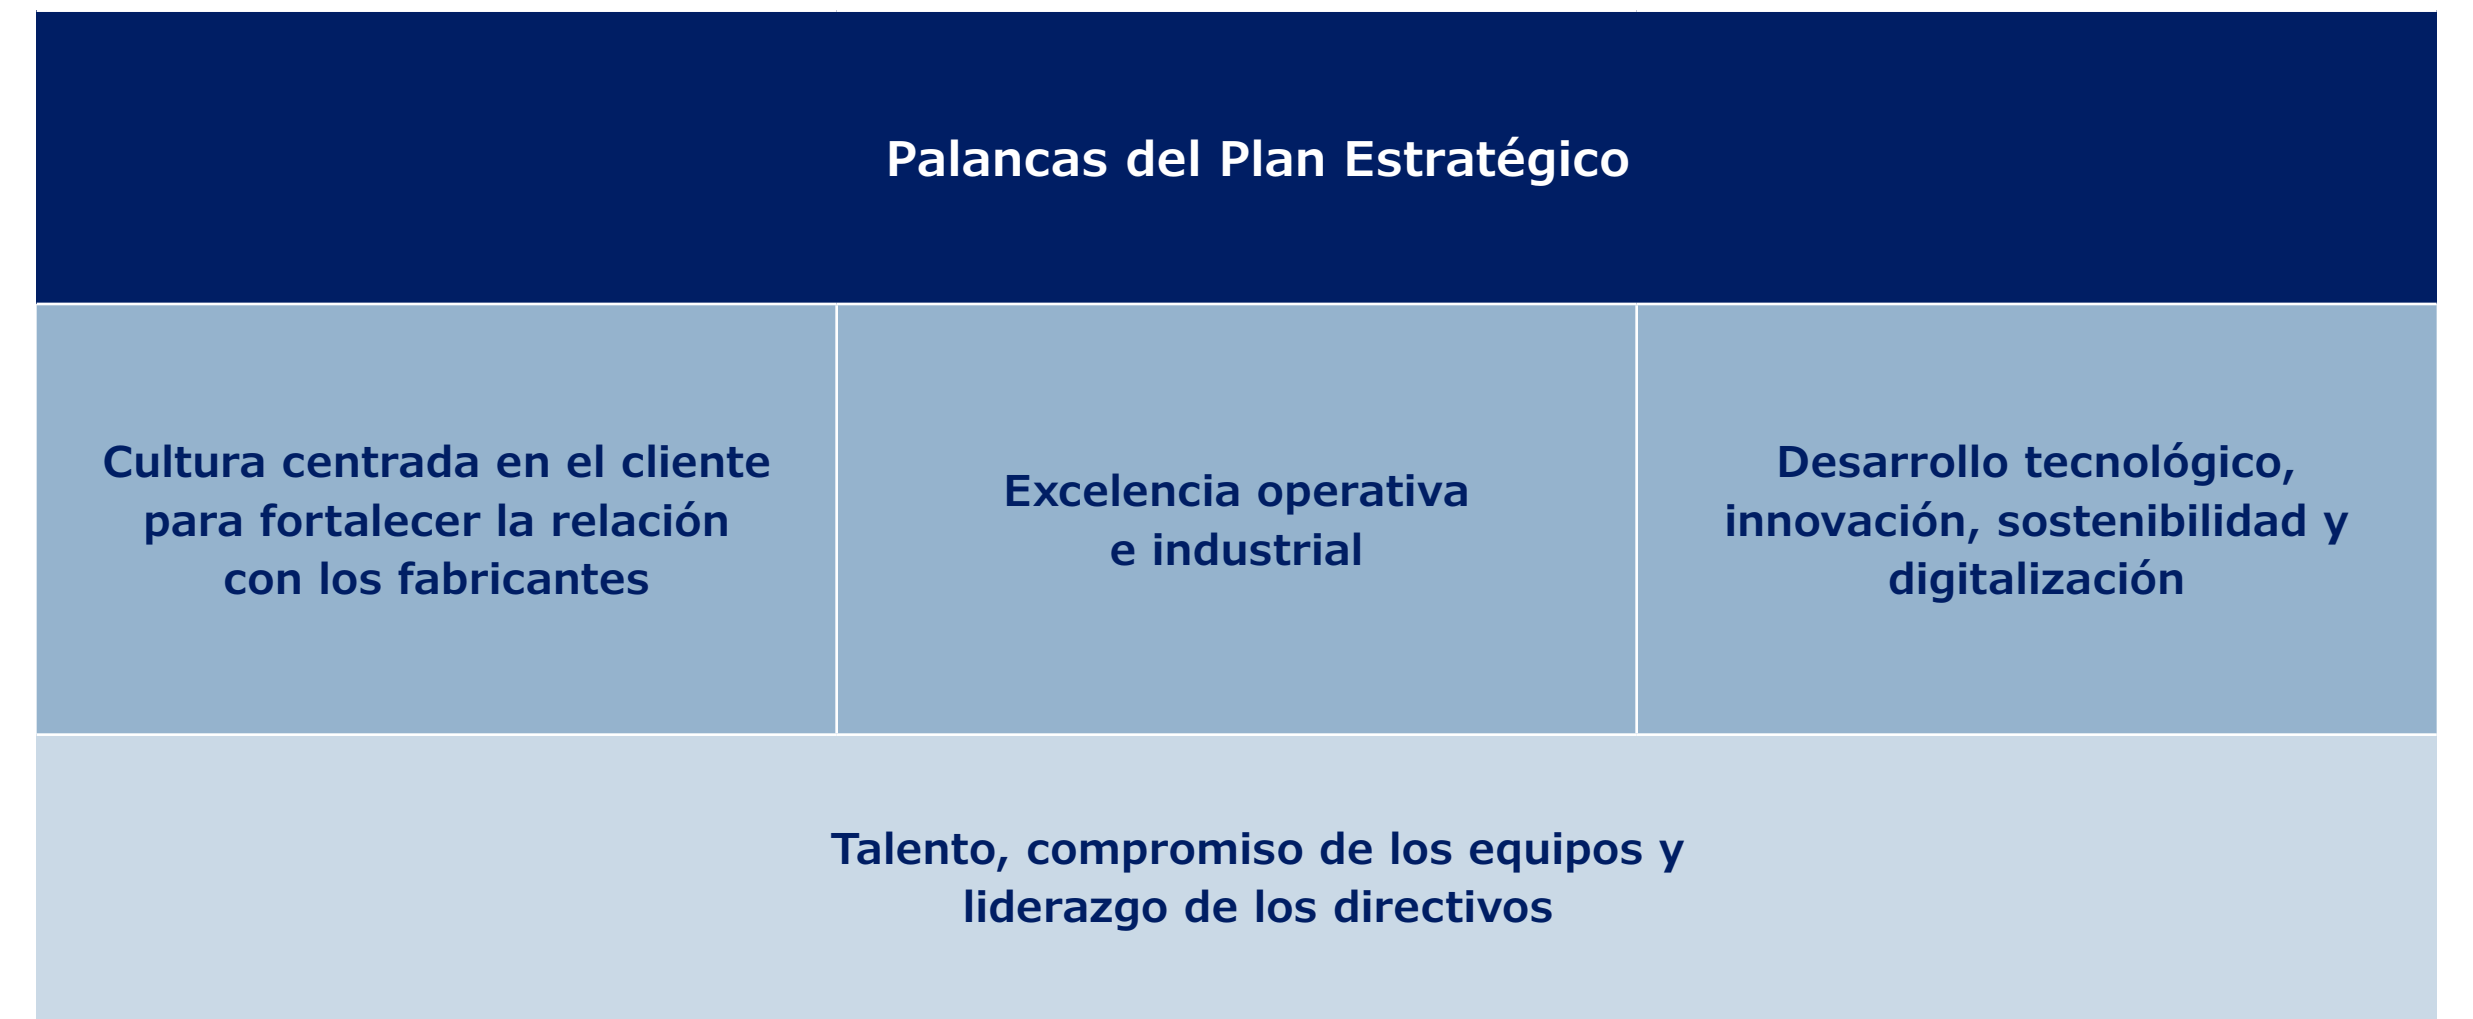 Palancas del Plan Estratégico
Cultura centrada en el cliente
para fortalecer la relación
con los fabricantes
Excelencia operativa
e industrial
Desarrollo tecnológico,
innovación, sostenibilidad y
digitalización
Talento, compromiso de los equipos y
liderazgo de los directivos